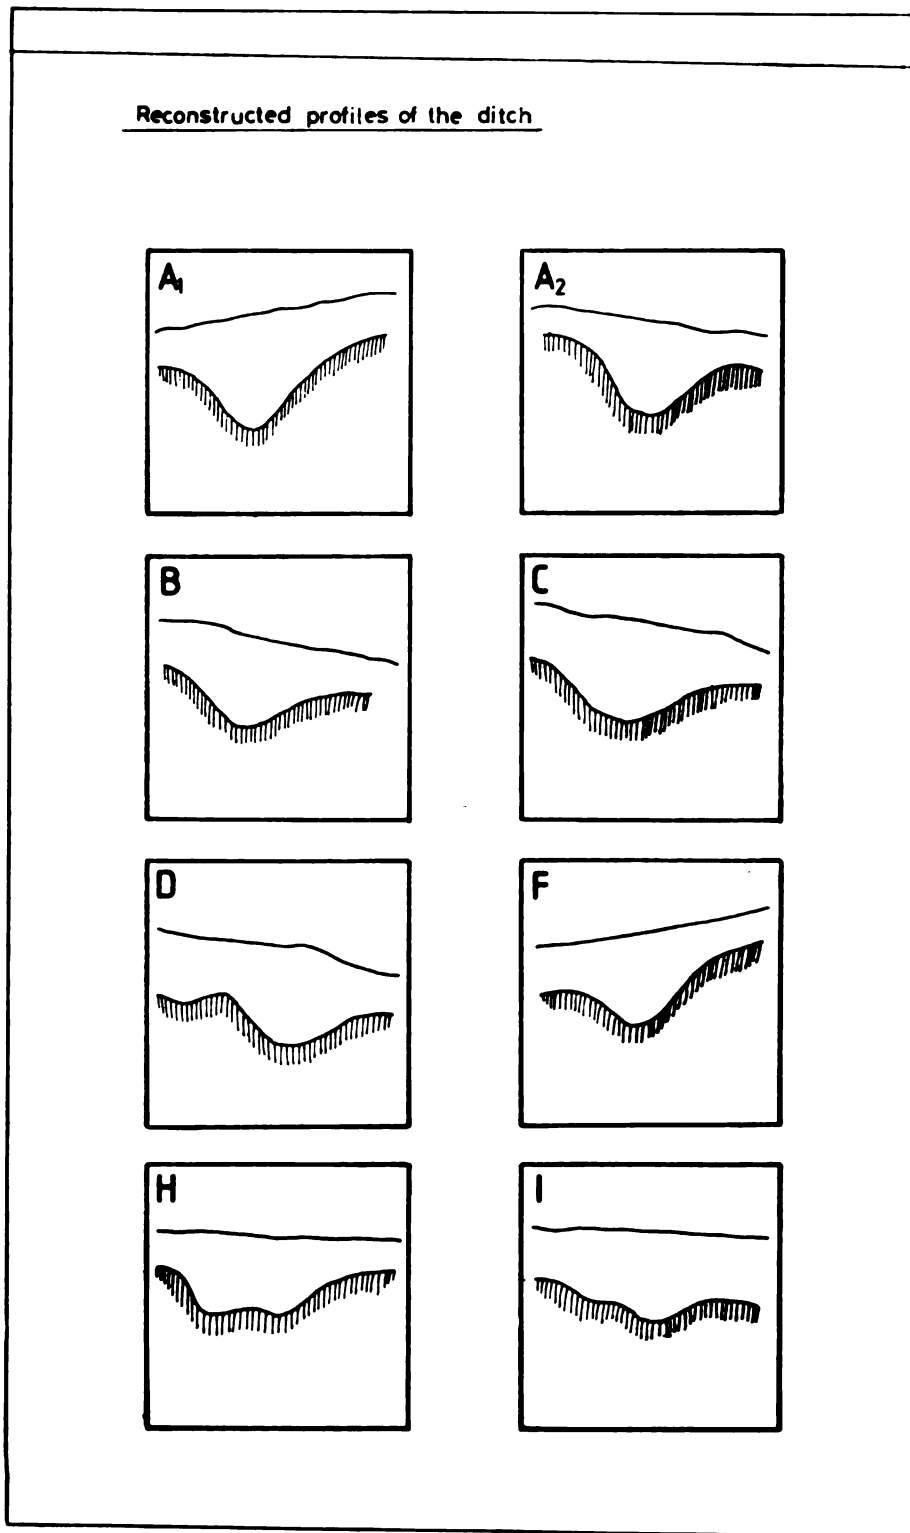 Reconstructed profiles of the ditch
A1
A2
B
C
D
F
H
I